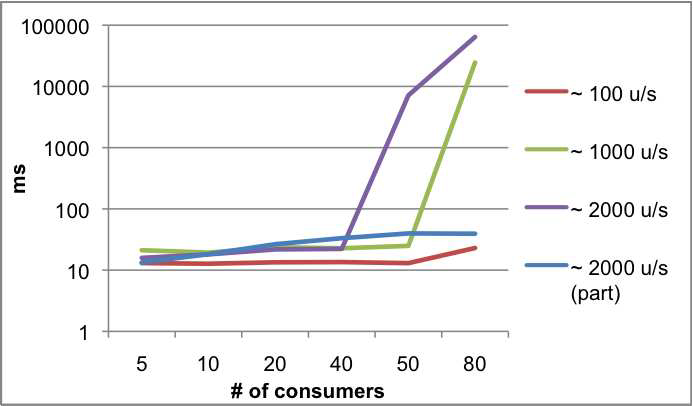 100000
10000
1000
100
10
1
ms
5 10 20 40 50 80
# of consumers
~ 100 u/s
~ 1000 u/s
~ 2000 u/s
~ 2000 u/s
(part)